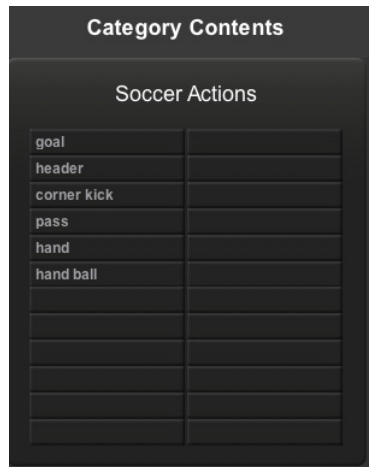 Category Contents
Soccer Actions
goal
header
corner kick
pass
hand
hand ball